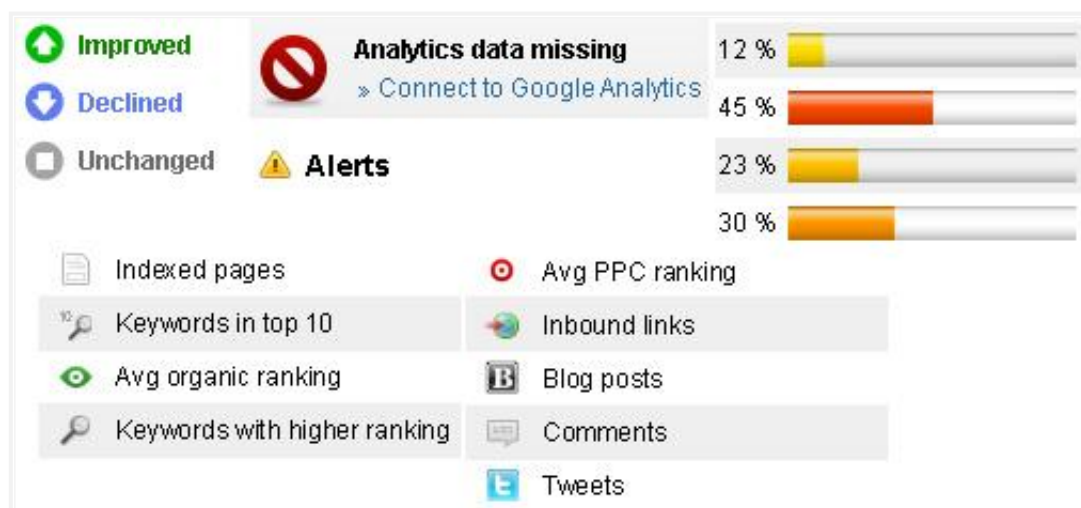 Improved
Declined
Unchanged
Analytics data missing
» Connect to Google Analytics
Alerts
12 %
45 %
23 %
30 %
Indexed pages
10
Keywords in top 10
Avg organic ranking
Keywords with higher ranking
Avg PPC ranking
Inbound links
B
Blog posts
Comments
t
Tweets